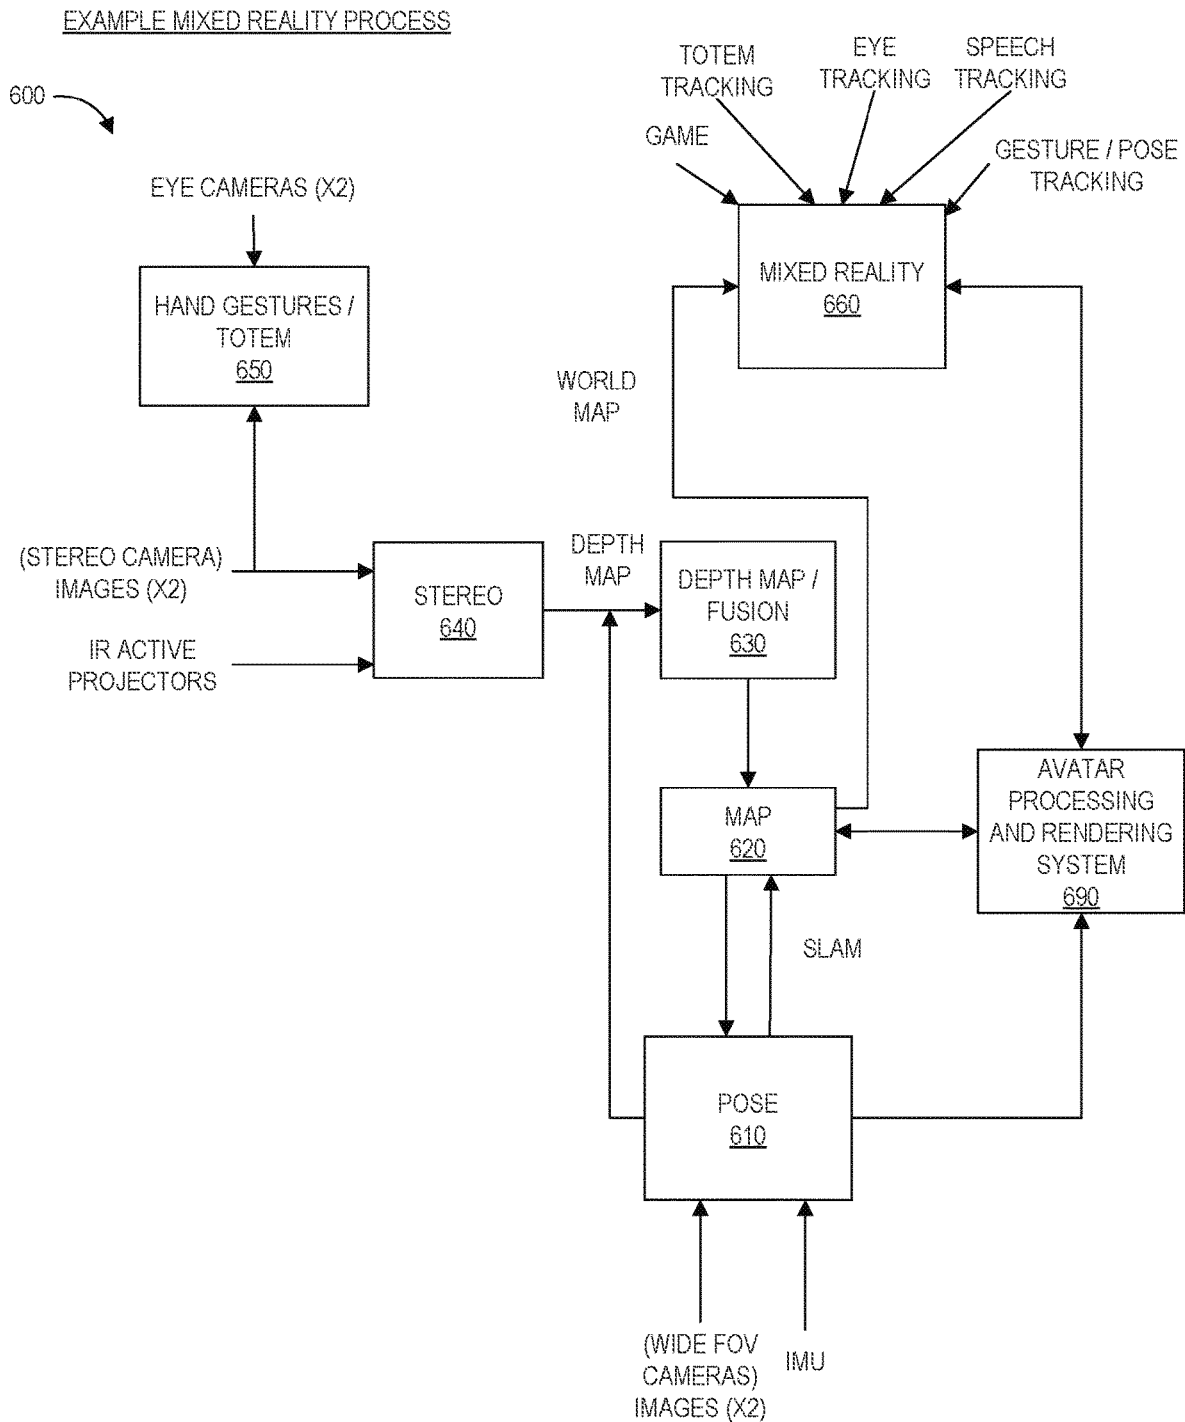 EXAMPLE MIXED REALITY PROCESS
600
TOTEM
TRACKING
EYE
TRACKING
SPEECH
TRACKING
GAME
GESTURE / POSE
TRACKING
EYE CAMERAS (X2)
HAND GESTURES /
TOTEM
650
MIXED REALITY
660
WORLD
MAP
(STEREO CAMERA)
IMAGES (X2)
IR ACTIVE
PROJECTORS
STEREO
640
DEPTH
MAP
DEPTH MAP /
FUSION
630
MAP
620
AVATAR
PROCESSING
AND RENDERING
SYSTEM
690
SLAM
POSE
610
(WIDE FOV
CAMERAS)
IMAGES (X2)
IMU